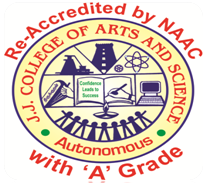 Re-Accredited by NAAC
J.J. COLLEGE OF ARTS AND SCIENCE
Confidence
Leads to
Success
Autonomous
with 'A' Grade